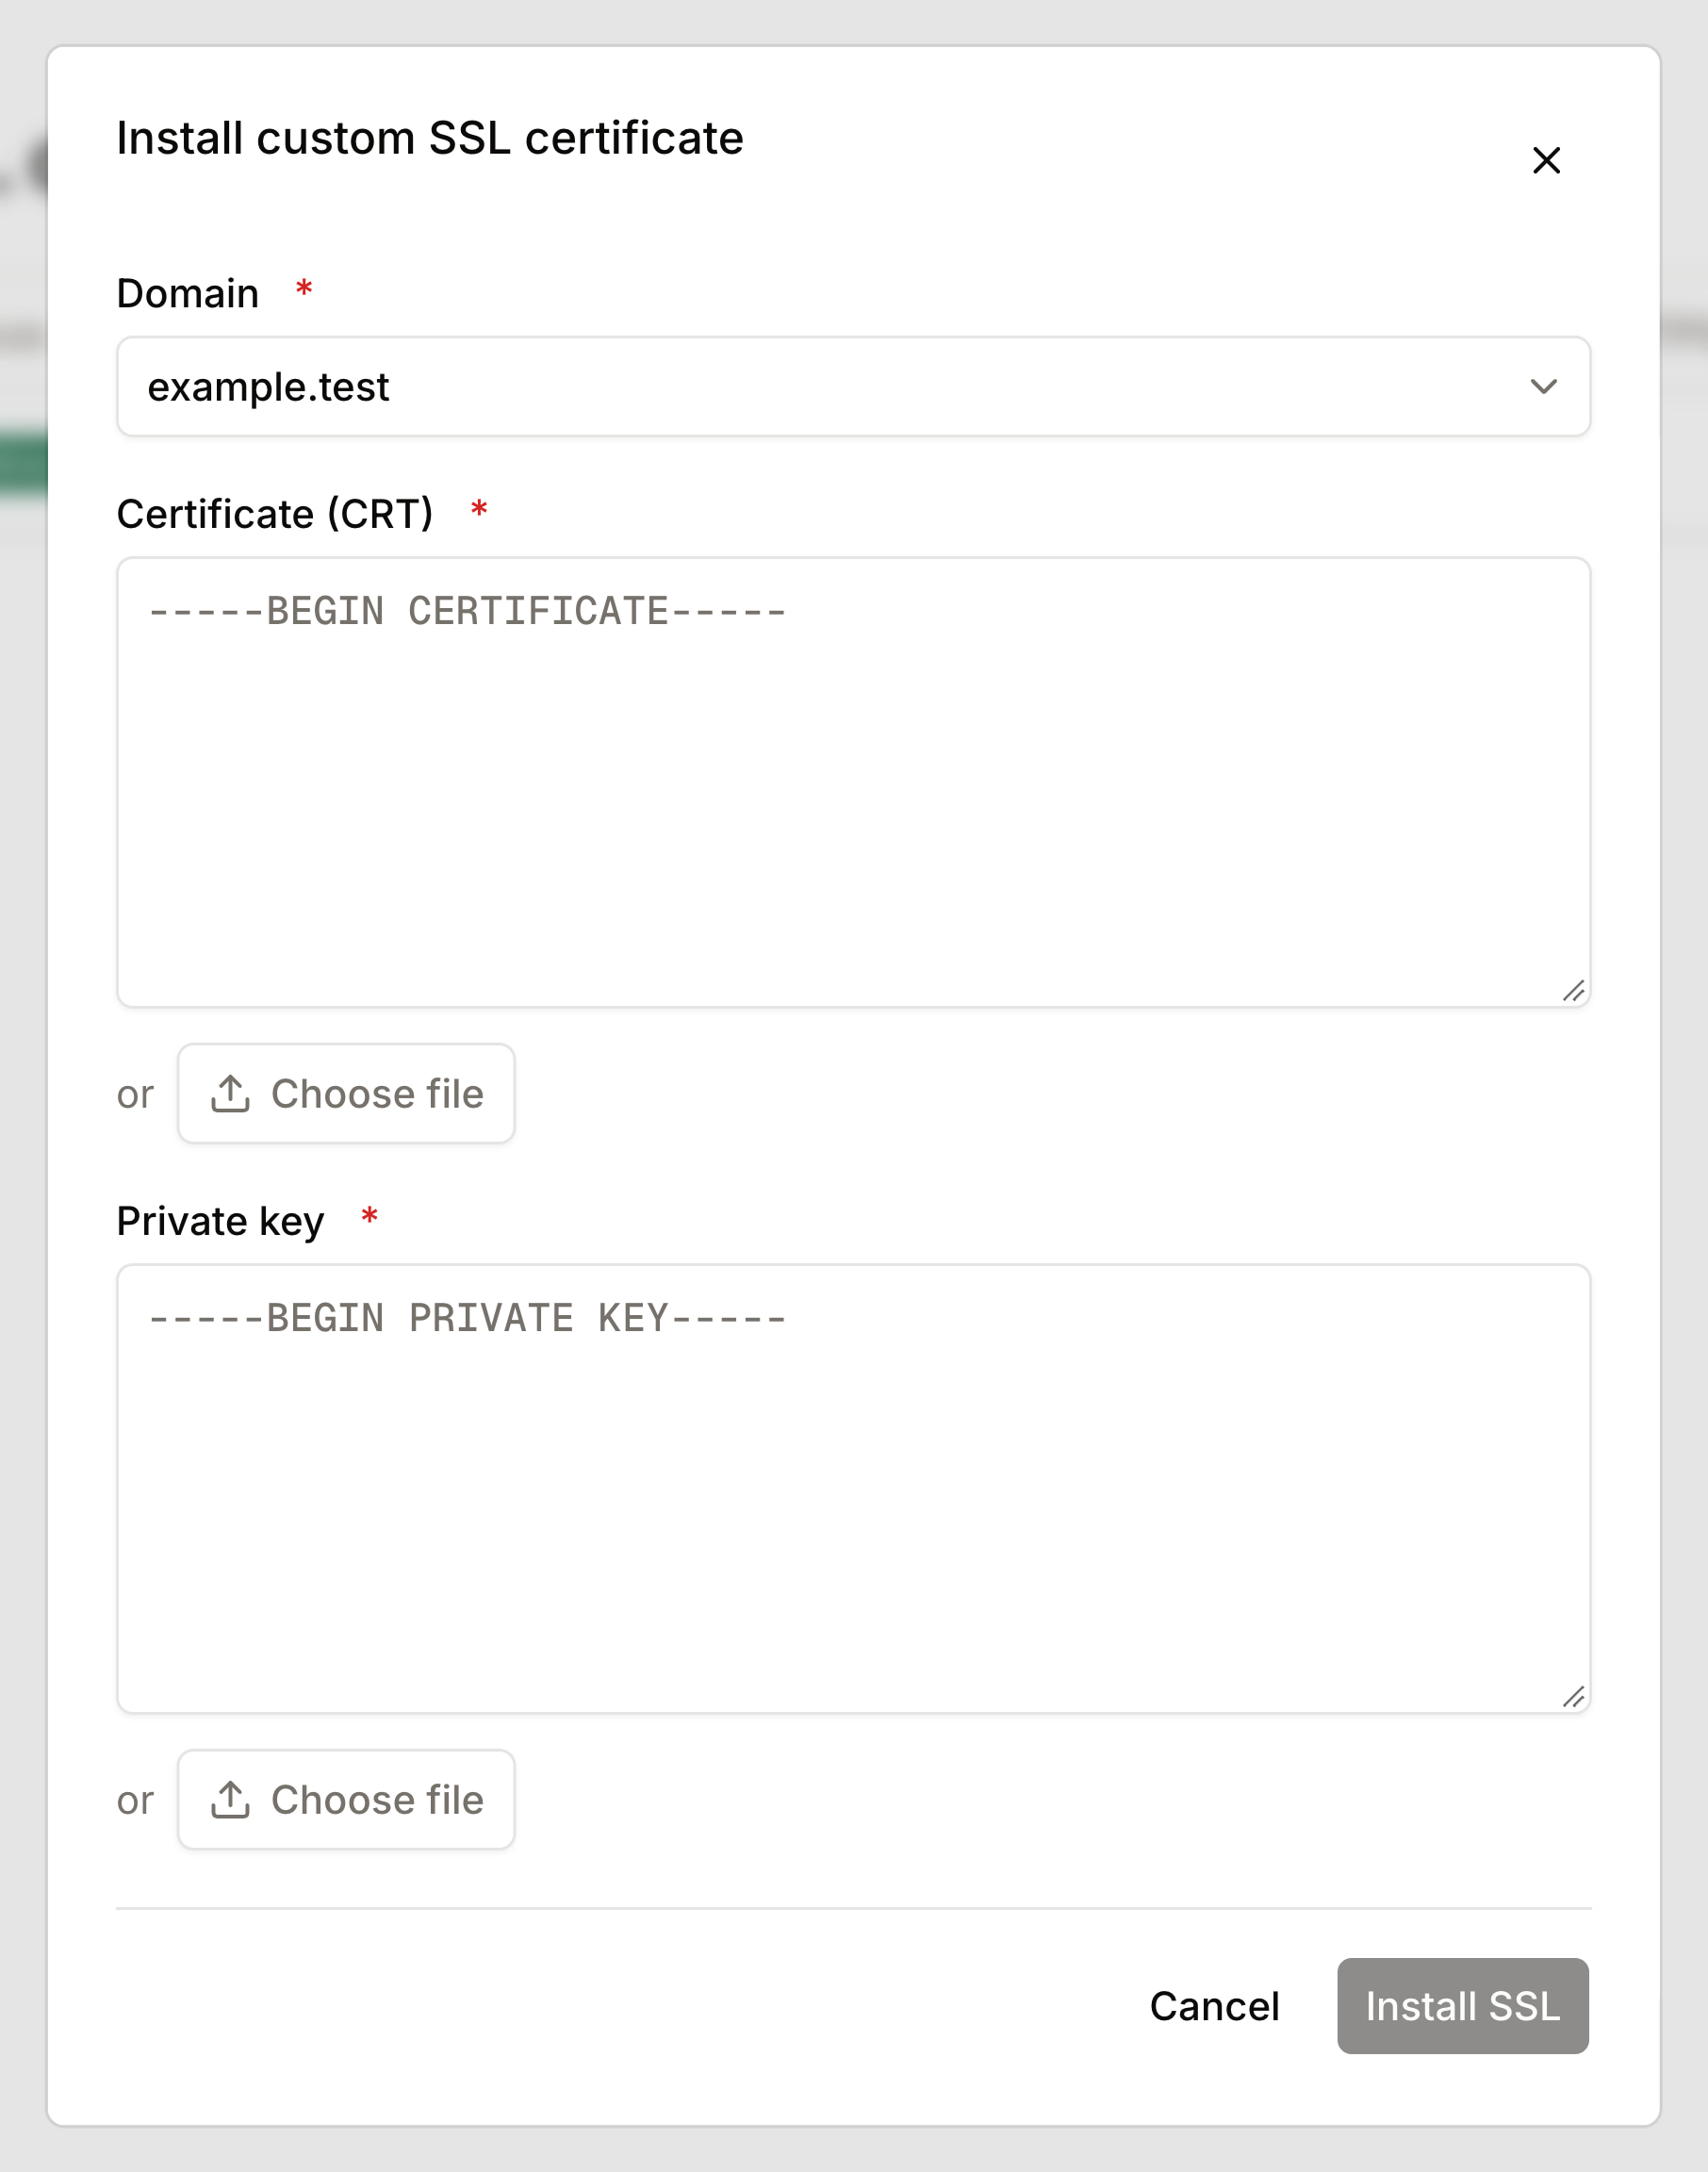 Install custom SSL certificate
Domain *
example.test
Certificate (CRT) *
-----BEGIN CERTIFICATE-----
or Choose file
Private key *
-----BEGIN PRIVATE KEY-----
or Choose file
Cancel Install SSL